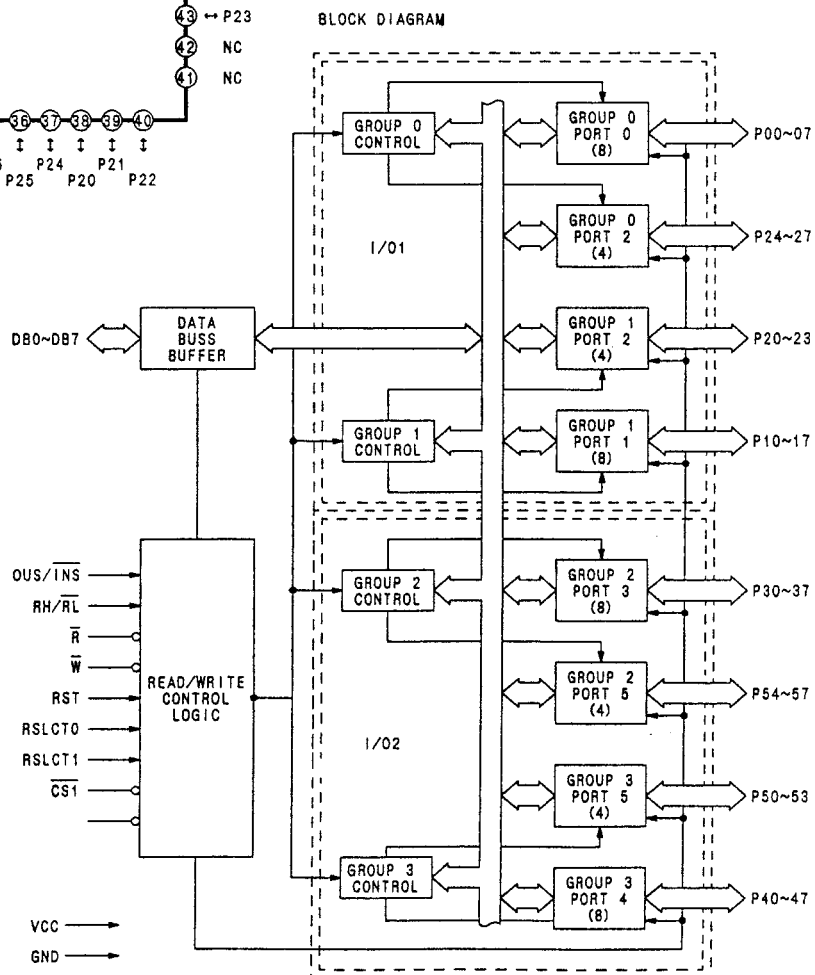 43 ↔ P23
42 NC
41 NC
36 37 38 39 40
↕ ↕ ↕ ↕ ↕
P24 P21
P25 P20 P22
BLOCK DIAGRAM
GROUP 0
CONTROL
GROUP 0
PORT 0
(8)
P00~07
GROUP 0
PORT 2
(4)
P24~27
I/O1
DB0~DB7
DATA
BUSS
BUFFER
GROUP 1
PORT 2
(4)
P20~23
GROUP 1
CONTROL
GROUP 1
PORT 1
(8)
P10~17
OUS/I̅N̅S̅
RH/R̅L̅
R̅
W̅
RST
RSLCT0
RSLCT1
C̅S̅1̅
READ/WRITE
CONTROL
LOGIC
GROUP 2
CONTROL
GROUP 2
PORT 3
(8)
P30~37
GROUP 2
PORT 5
(4)
P54~57
I/O2
GROUP 3
PORT 5
(4)
P50~53
GROUP 3
CONTROL
GROUP 3
PORT 4
(8)
P40~47
VCC
GND